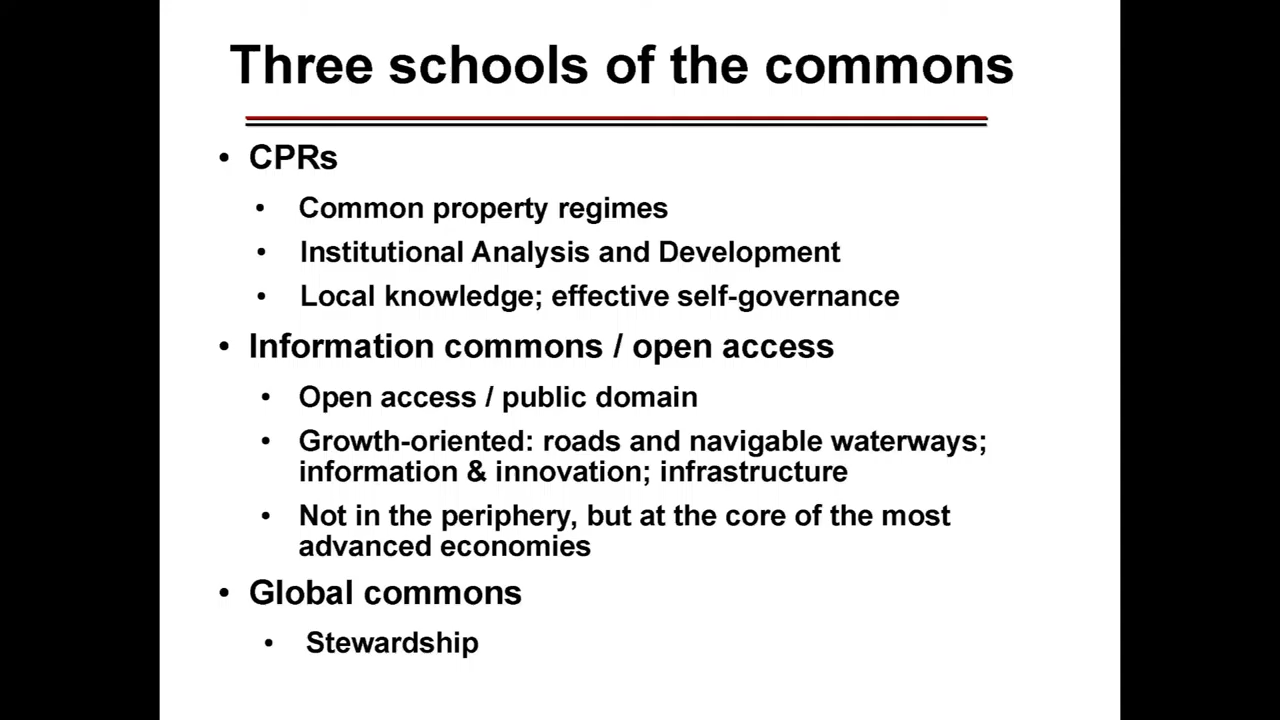 Three schools of the commons
• CPRs
• Common property regimes
• Institutional Analysis and Development
• Local knowledge; effective self-governance
• Information commons / open access
• Open access / public domain
• Growth-oriented: roads and navigable waterways;
information & innovation; infrastructure
• Not in the periphery, but at the core of the most
advanced economies
• Global commons
• Stewardship